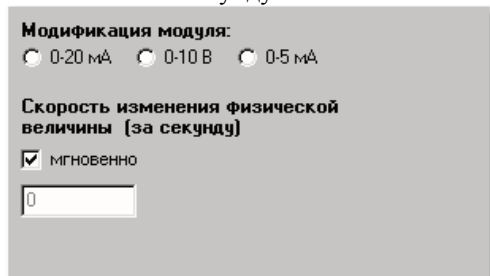 Модификация модуля:
0-20 мА 0-10 В 0-5 мА
Скорость изменения физической
величины (за секунду)
мгновенно
0